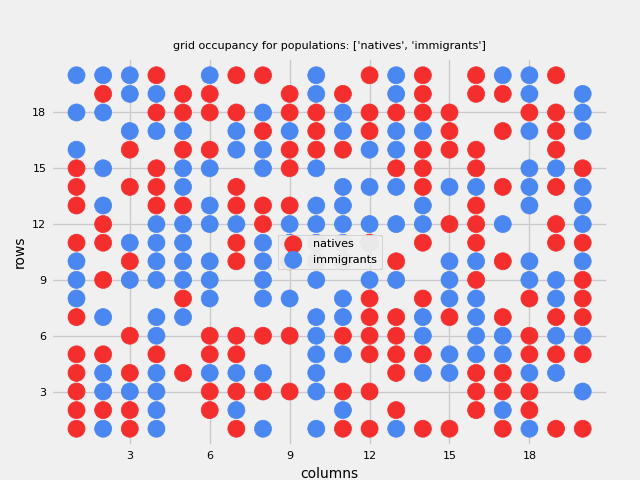 grid occupancy for populations: ['natives', 'immigrants']
18
15
12
9
6
3
rows
natives
immigrants
3 6 9 12 15 18
columns